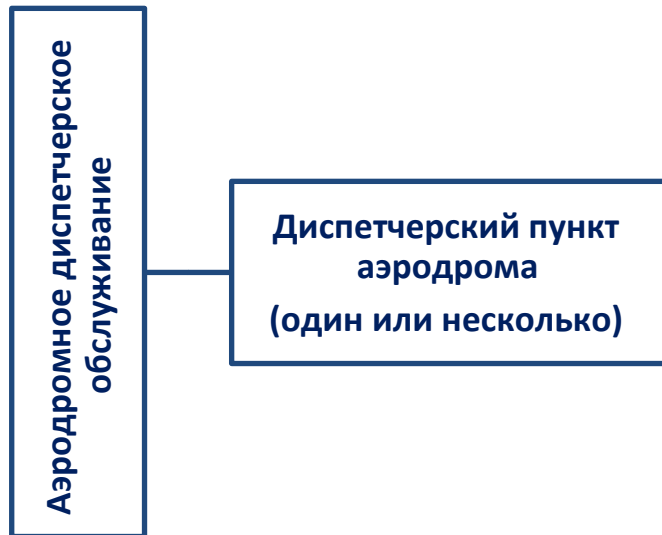 Аэродромное диспетчерское
обслуживание
Диспетчерский пункт
аэродрома
(один или несколько)